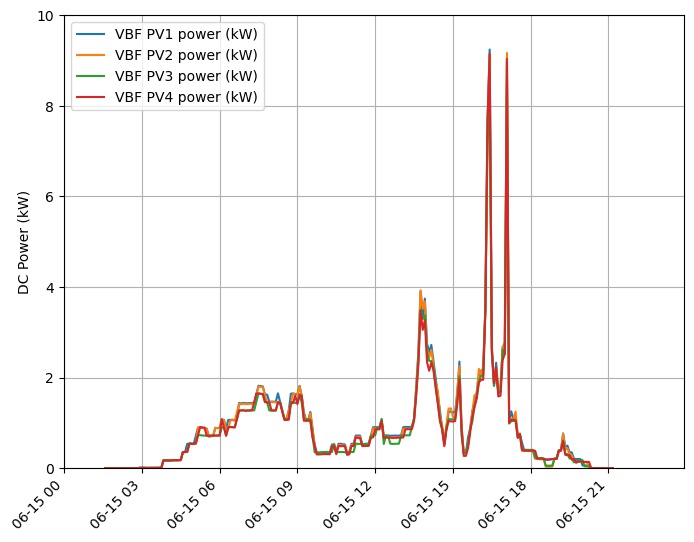 VBF PV1 power (kW)
VBF PV2 power (kW)
VBF PV3 power (kW)
VBF PV4 power (kW)
DC Power (kW)
10
8
6
4
2
0
06-15 00
06-15 03
06-15 06
06-15 09
06-15 12
06-15 15
06-15 18
06-15 21